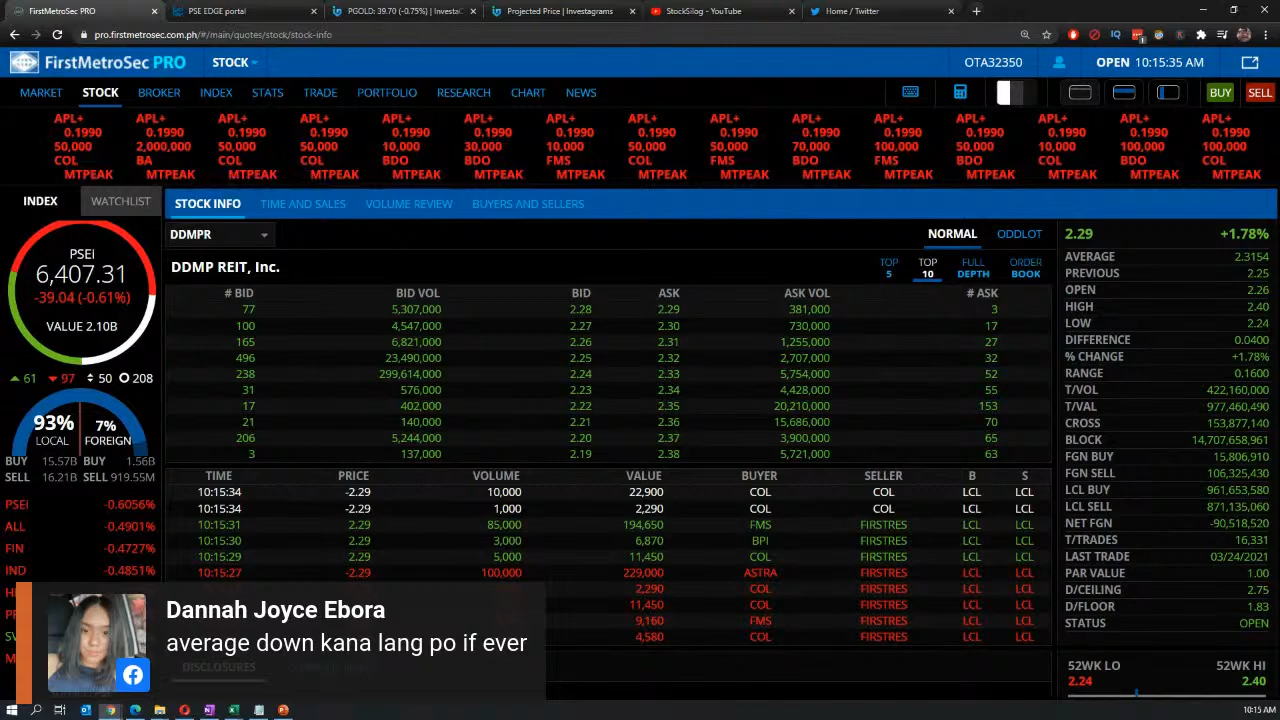 FirstMetroSec PRO
PSE EDGE portal
PGOLD: 39.70 (-0.75%) | Investa
Projected Price | Investagrams
StockSilog - YouTube
Home / Twitter
pro.firstmetrosec.com.ph/#/main/quotes/stock/stock-info
FirstMetroSec PRO STOCK OTA32350 OPEN 10:15:35 AM
MARKET STOCK BROKER INDEX STATS TRADE PORTFOLIO RESEARCH CHART NEWS BUY SELL
APL+ APL+ APL+ APL+ APL+ APL+ APL+ APL+ APL+ APL+ APL+ APL+ APL+ APL+ APL+
0.1990 0.1990 0.1990 0.1990 0.1990 0.1990 0.1990 0.1990 0.1990 0.1990 0.1990 0.1990 0.1990 0.1990 0.1990
50,000 2,000,000 50,000 50,000 10,000 30,000 10,000 50,000 50,000 70,000 100,000 50,000 10,000 100,000 100,000
COL BA COL COL BDO BDO FMS COL FMS BDO FMS BDO COL BDO COL
MTPEAK MTPEAK MTPEAK MTPEAK MTPEAK MTPEAK MTPEAK MTPEAK MTPEAK MTPEAK MTPEAK MTPEAK MTPEAK MTPEAK MTPEAK
INDEX WATCHLIST
PSEI
6,407.31
-39.04 (-0.61%)
VALUE 2.10B
61 97 50 208
93% LOCAL
7% FOREIGN
BUY 15.57B BUY 1.56B
SELL 16.21B SELL 919.55M
PSEI -0.6056%
ALL -0.4901%
FIN -0.4727%
IND -0.4851%
STOCK INFO TIME AND SALES VOLUME REVIEW BUYERS AND SELLERS
DDMPR NORMAL ODDLOT
DDMP REIT, Inc. TOP 5 TOP 10 FULL DEPTH ORDER BOOK
# BID BID VOL BID ASK ASK VOL # ASK
77 5,307,000 2.28 2.29 381,000 3
100 4,547,000 2.27 2.30 730,000 17
165 6,821,000 2.26 2.31 1,255,000 27
496 23,490,000 2.25 2.32 2,707,000 32
238 299,614,000 2.24 2.33 5,754,000 52
31 576,000 2.23 2.34 4,428,000 55
17 402,000 2.22 2.35 20,210,000 153
21 140,000 2.21 2.36 15,686,000 70
206 5,244,000 2.20 2.37 3,900,000 65
3 137,000 2.19 2.38 5,721,000 63
TIME PRICE VOLUME VALUE BUYER SELLER B S
10:15:34 -2.29 10,000 22,900 COL COL LCL LCL
10:15:34 -2.29 1,000 2,290 COL COL LCL LCL
10:15:31 2.29 85,000 194,650 FMS FIRSTRES LCL LCL
10:15:30 2.29 3,000 6,870 BPI FIRSTRES LCL LCL
10:15:29 2.29 5,000 11,450 COL FIRSTRES LCL LCL
10:15:27 -2.29 100,000 229,000 ASTRA FIRSTRES LCL LCL
2,290 COL FIRSTRES LCL LCL
11,450 COL FIRSTRES LCL LCL
9,160 FMS FIRSTRES LCL LCL
4,580 COL FIRSTRES LCL LCL
DISCLOSURES
2.29 +1.78%
AVERAGE 2.3154
PREVIOUS 2.25
OPEN 2.26
HIGH 2.40
LOW 2.24
DIFFERENCE 0.0400
% CHANGE +1.78%
RANGE 0.1600
T/VOL 422,160,000
T/VAL 977,460,490
CROSS 153,877,140
BLOCK 14,707,658,961
FGN BUY 15,806,910
FGN SELL 106,325,430
LCL BUY 961,653,580
LCL SELL 871,135,060
NET FGN -90,518,520
T/TRADES 16,331
LAST TRADE 03/24/2021
PAR VALUE 1.00
D/CEILING 2.75
D/FLOOR 1.83
STATUS OPEN
52WK LO 52WK HI
2.24 2.40
Dannah Joyce Ebora
average down kana lang po if ever
10:15 AM